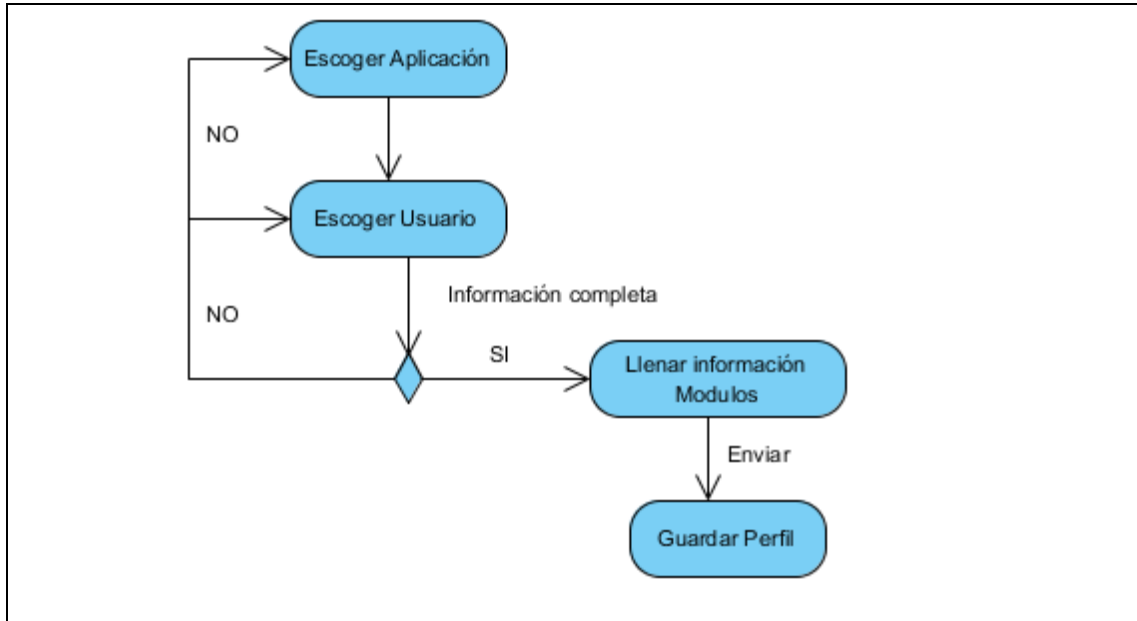 Escoger Aplicación
NO
Escoger Usuario
Información completa
NO
SI
Llenar información
Modulos
Enviar
Guardar Perfil